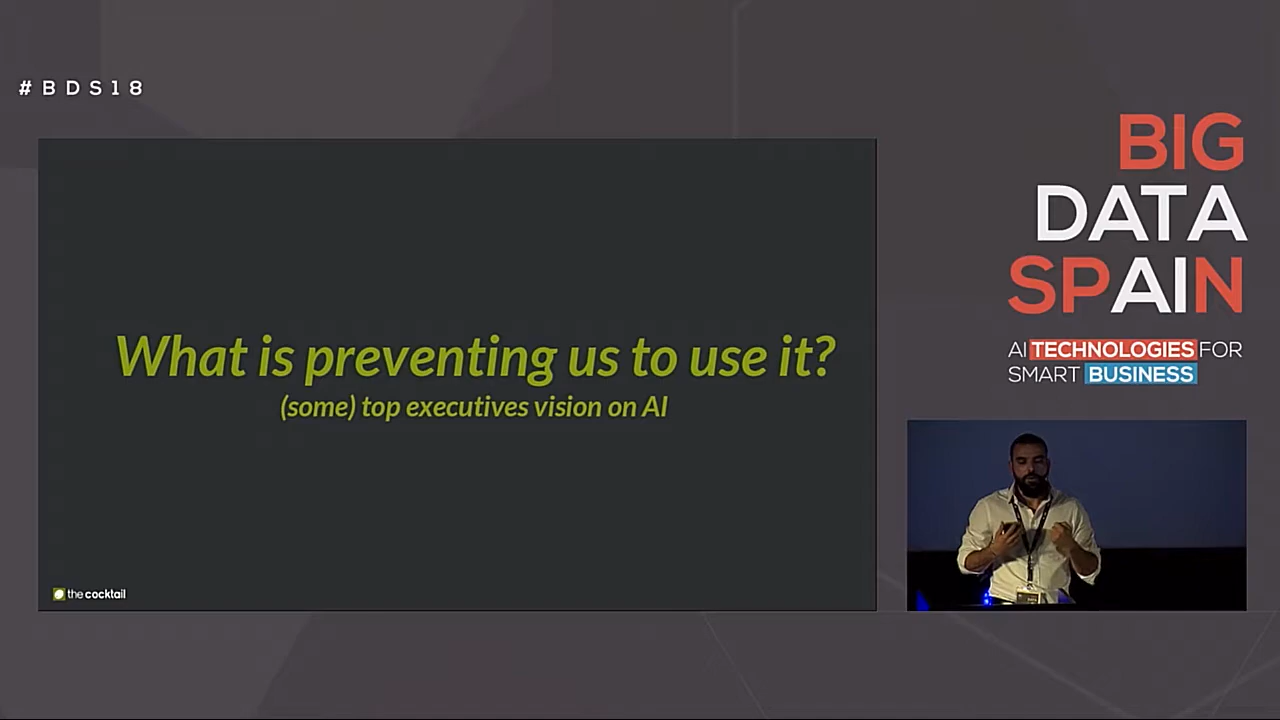 #BDS18
What is preventing us to use it?
(some) top executives vision on AI
the cocktail
BIG
DATA
SPAIN
AI TECHNOLOGIES FOR
SMART BUSINESS